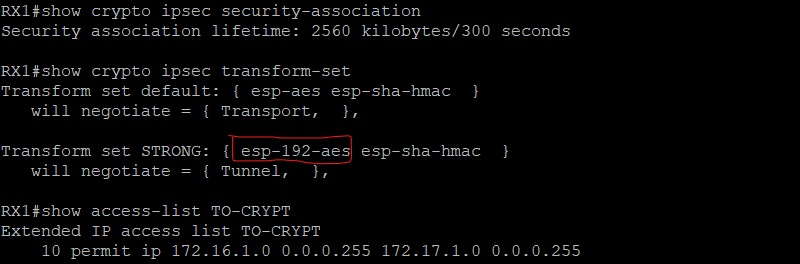 RX1#show crypto ipsec security-association
Security association lifetime: 2560 kilobytes/300 seconds
RX1#show crypto ipsec transform-set
Transform set default: { esp-aes esp-sha-hmac  }
   will negotiate = { Transport,  },
Transform set STRONG: { esp-192-aes esp-sha-hmac  }
   will negotiate = { Tunnel,  },
RX1#show access-list TO-CRYPT
Extended IP access list TO-CRYPT
    10 permit ip 172.16.1.0 0.0.0.255 172.17.1.0 0.0.0.255